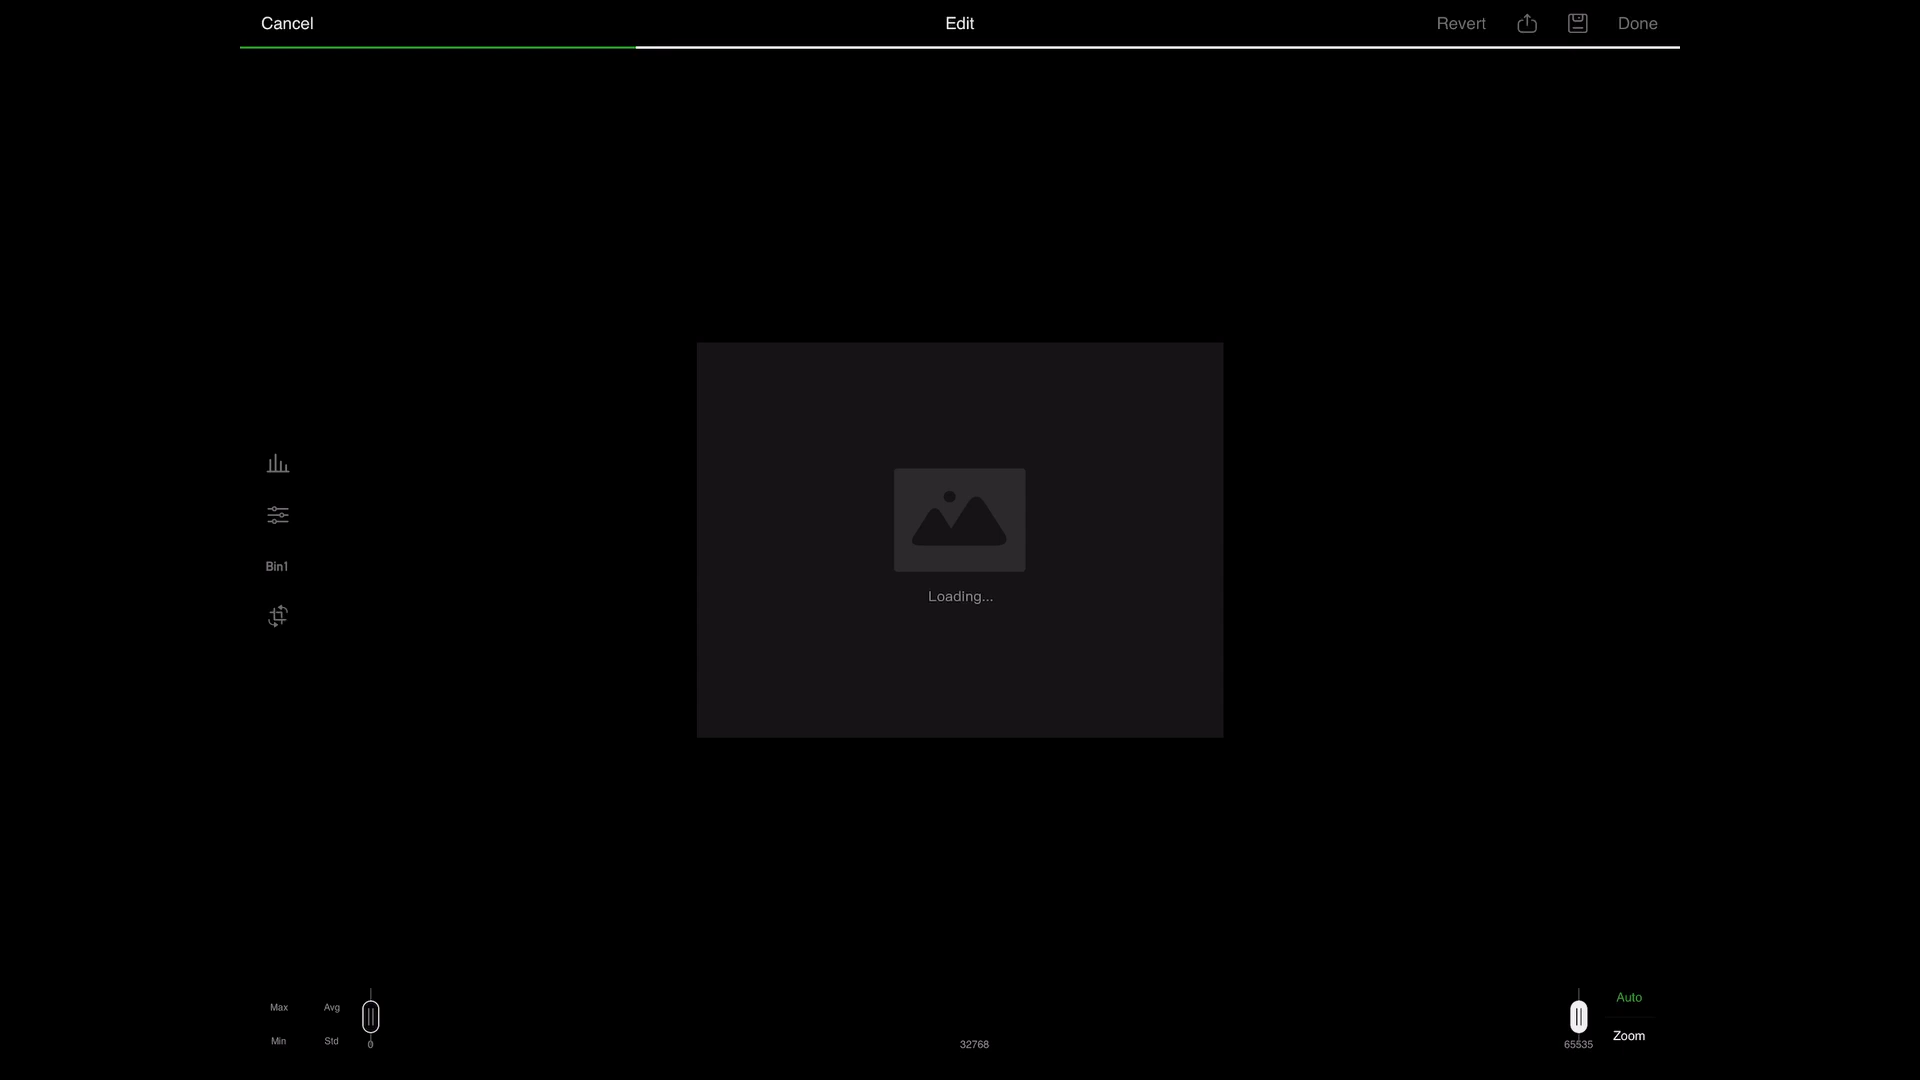 Cancel
Edit
Revert
Done
Bin1
Loading...
Max
Avg
Min
Std
0
32768
65535
Auto
Zoom